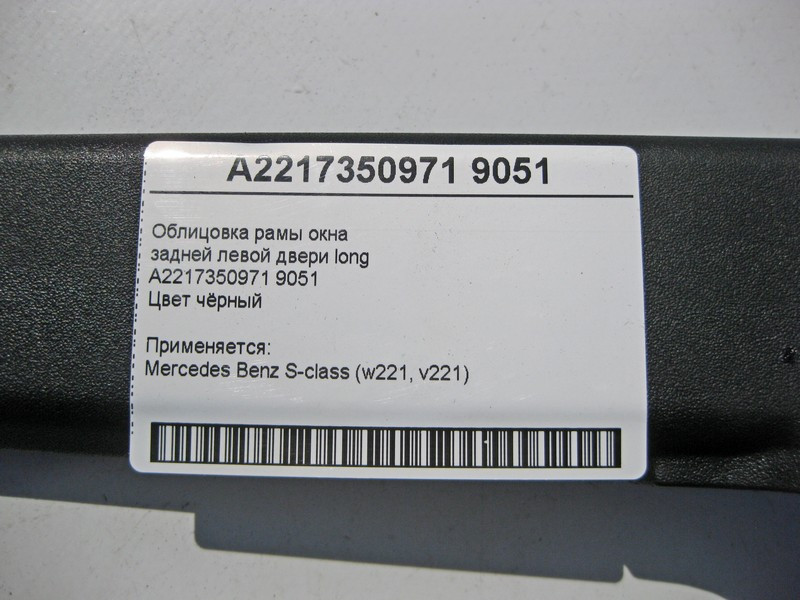 A2217350971 9051
Облицовка рамы окна
задней левой двери long
A2217350971 9051
Цвет чёрный
Применяется:
Mercedes Benz S-class (w221, v221)